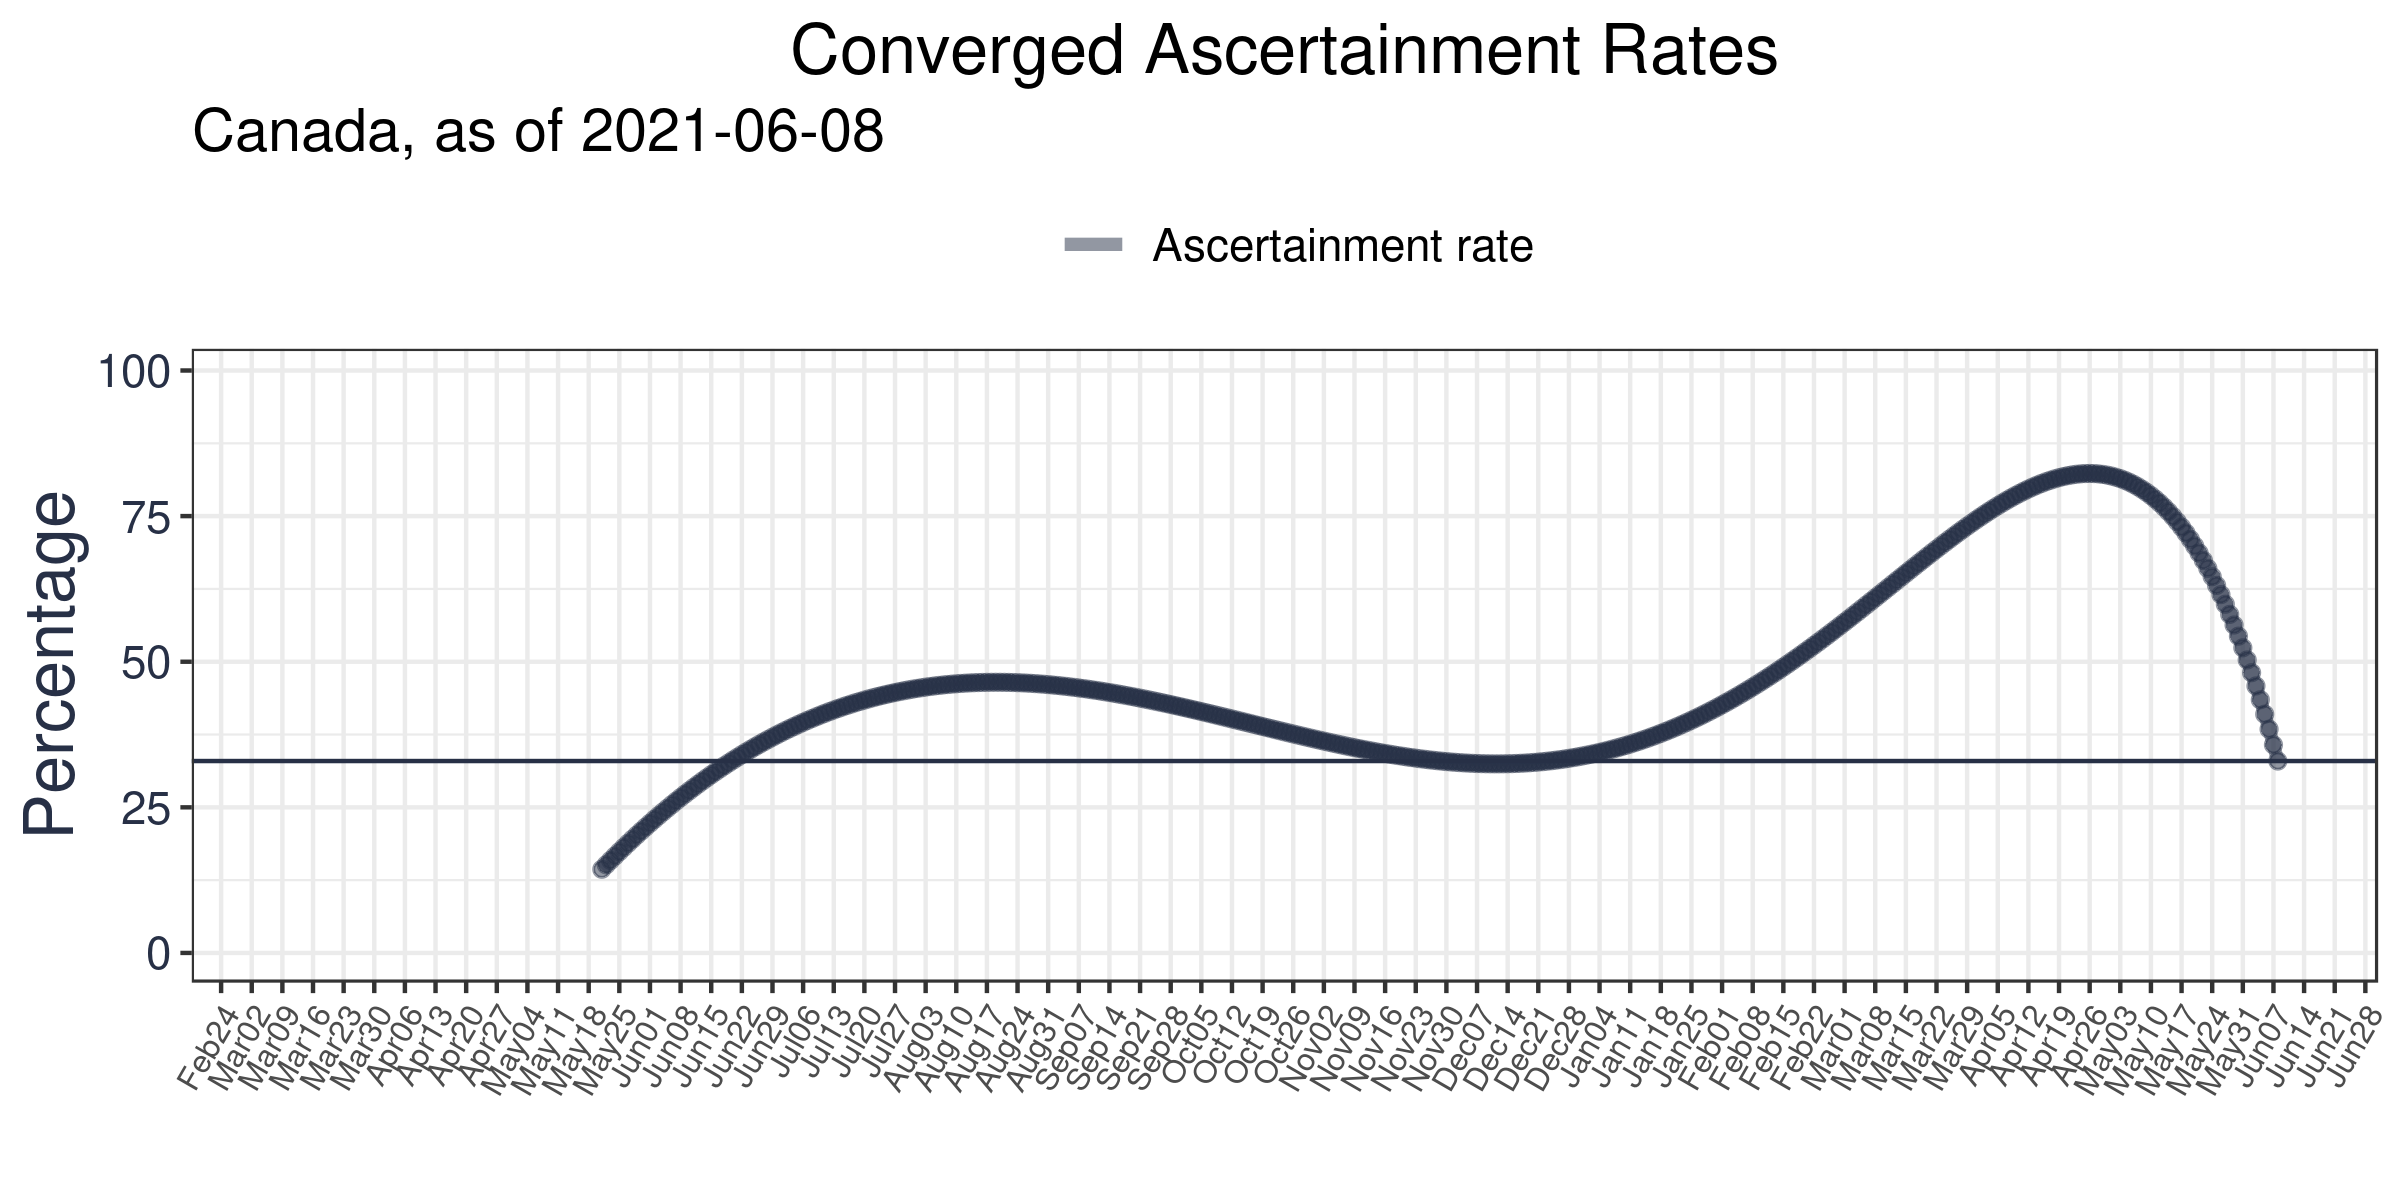 Converged Ascertainment Rates
Canada, as of 2021-06-08
Ascertainment rate
Percentage
100
75
50
25
0
Feb24
Mar02
Mar09
Mar16
Mar23
Mar30
Apr06
Apr13
Apr20
Apr27
May04
May11
May18
May25
Jun01
Jun08
Jun15
Jun22
Jun29
Jul06
Jul13
Jul20
Jul27
Aug03
Aug10
Aug17
Aug24
Aug31
Sep07
Sep14
Sep21
Sep28
Oct05
Oct12
Oct19
Oct26
Nov02
Nov09
Nov16
Nov23
Nov30
Dec07
Dec14
Dec21
Dec28
Jan04
Jan11
Jan18
Jan25
Feb01
Feb08
Feb15
Feb22
Mar01
Mar08
Mar15
Mar22
Mar29
Apr05
Apr12
Apr19
Apr26
May03
May10
May17
May24
May31
Jun07
Jun14
Jun21
Jun28